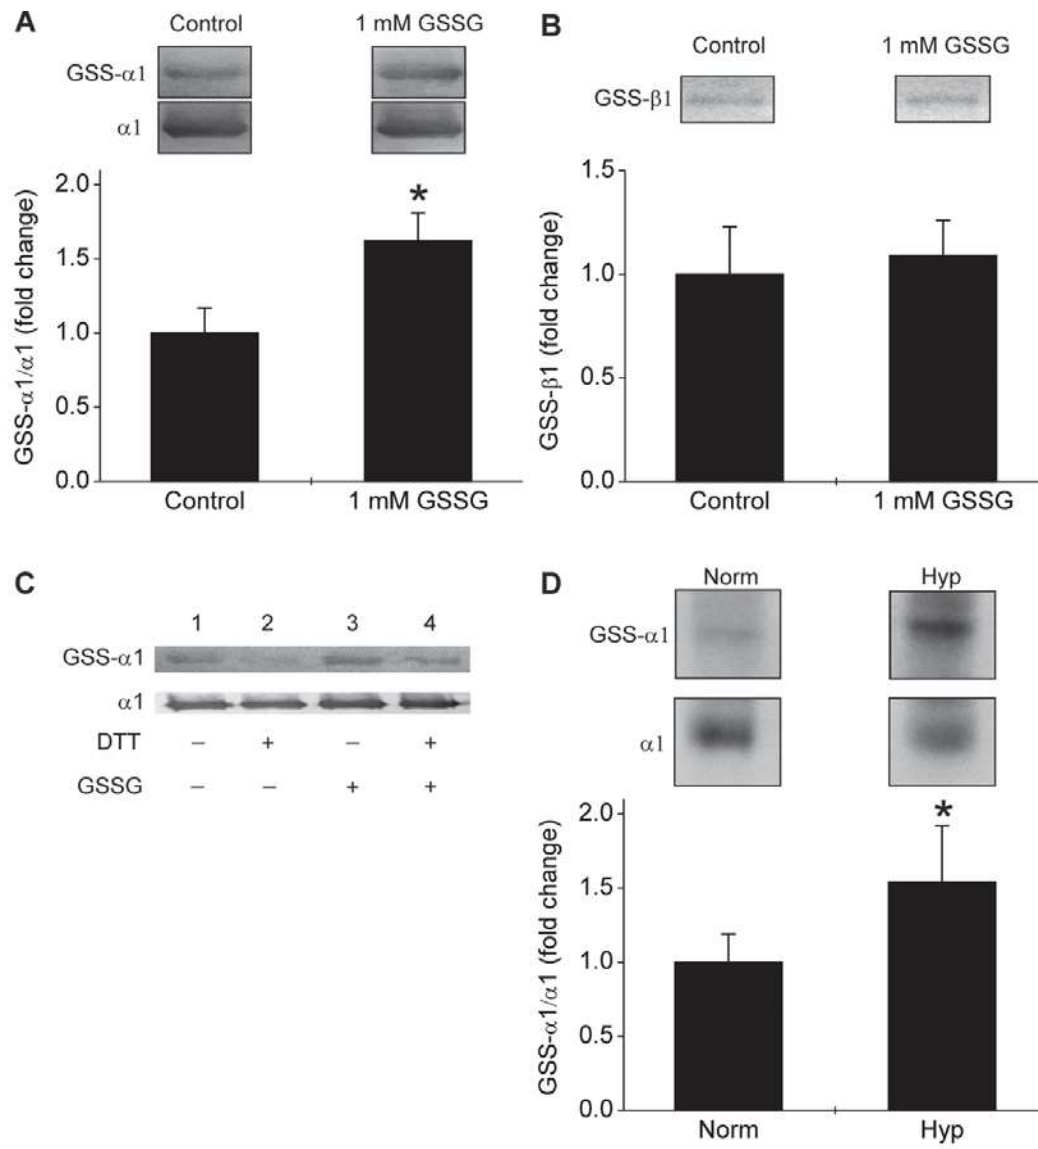 A
Control 1 mM GSSG
GSS-α1
α1
GSS-α1/α1 (fold change)
2.0
*
1.5
1.0
0.5
0.0
Control 1 mM GSSG
B
Control 1 mM GSSG
GSS-β1
GSS-β1 (fold change)
1.5
1.0
0.5
0.0
Control 1 mM GSSG
C
1 2 3 4
GSS-α1
α1
DTT – + – +
GSSG – – + +
D
Norm Hyp
GSS-α1
α1
GSS-α1/α1 (fold change)
2.0
*
1.5
1.0
0.5
0.0
Norm Hyp